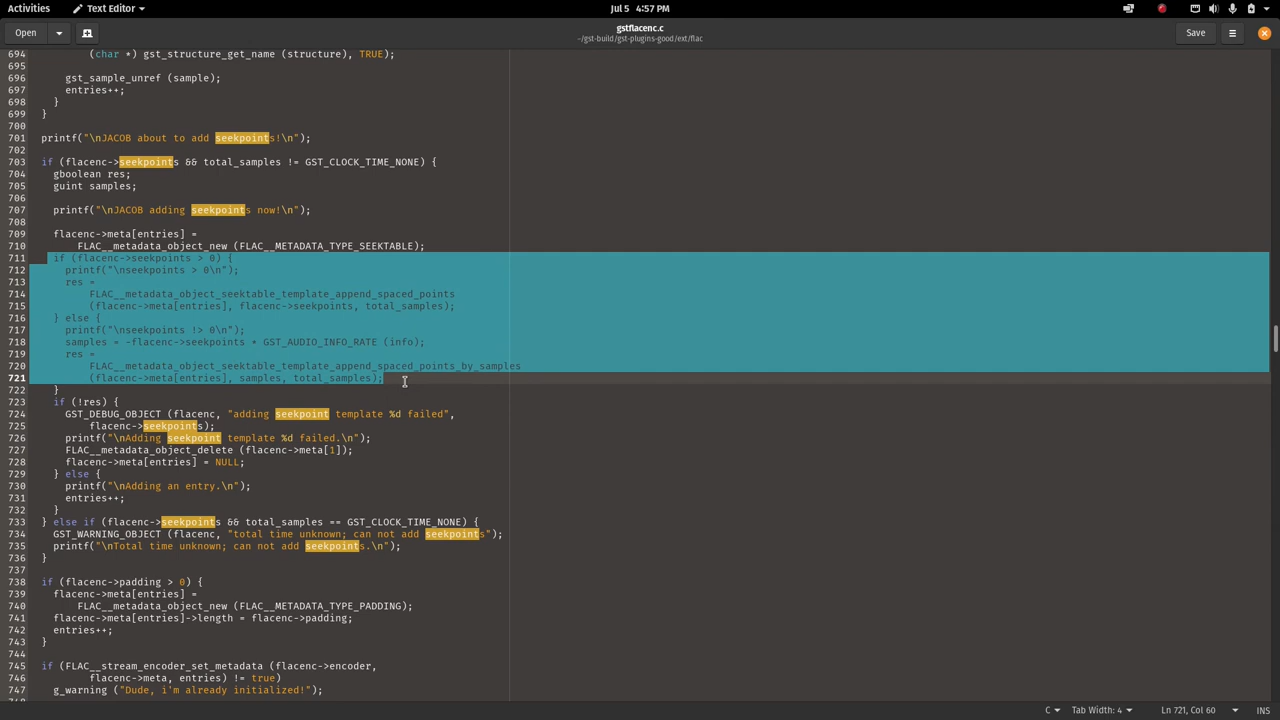 Activities
Text Editor
Jul 5  4:57 PM
Open
gstflacenc.c
~/gst-build/gst-plugins-good/ext/flac
Save
694         (char *) gst_structure_get_name (structure), TRUE);
695
696     gst_sample_unref (sample);
697     entries++;
698   }
699 }
700
701 printf("\nJACOB about to add seekpoints!\n");
702
703 if (flacenc->seekpoints && total_samples != GST_CLOCK_TIME_NONE) {
704   gboolean res;
705   guint samples;
706
707   printf("\nJACOB adding seekpoints now!\n");
708
709   flacenc->meta[entries] =
710       FLAC__metadata_object_new (FLAC__METADATA_TYPE_SEEKTABLE);
711   if (flacenc->seekpoints > 0) {
712     printf("\nseekpoints > 0\n");
713     res =
714         FLAC__metadata_object_seektable_template_append_spaced_points
715         (flacenc->meta[entries], flacenc->seekpoints, total_samples);
716   } else {
717     printf("\nseekpoints !> 0\n");
718     samples = -flacenc->seekpoints * GST_AUDIO_INFO_RATE (info);
719     res =
720         FLAC__metadata_object_seektable_template_append_spaced_points_by_samples
721         (flacenc->meta[entries], samples, total_samples);
722   }
723   if (!res) {
724     GST_DEBUG_OBJECT (flacenc, "adding seekpoint template %d failed",
725         flacenc->seekpoints);
726     printf("\nAdding seekpoint template %d failed.\n");
727     FLAC__metadata_object_delete (flacenc->meta[1]);
728     flacenc->meta[entries] = NULL;
729   } else {
730     printf("\nAdding an entry.\n");
731     entries++;
732   }
733 } else if (flacenc->seekpoints && total_samples == GST_CLOCK_TIME_NONE) {
734   GST_WARNING_OBJECT (flacenc, "total time unknown; can not add seekpoints");
735   printf("\nTotal time unknown; can not add seekpoints.\n");
736 }
737
738 if (flacenc->padding > 0) {
739   flacenc->meta[entries] =
740       FLAC__metadata_object_new (FLAC__METADATA_TYPE_PADDING);
741   flacenc->meta[entries]->length = flacenc->padding;
742   entries++;
743 }
744
745 if (FLAC__stream_encoder_set_metadata (flacenc->encoder,
746         flacenc->meta, entries) != true)
747   g_warning ("Dude, i'm already initialized!");
C
Tab Width: 4
Ln 721, Col 60
INS